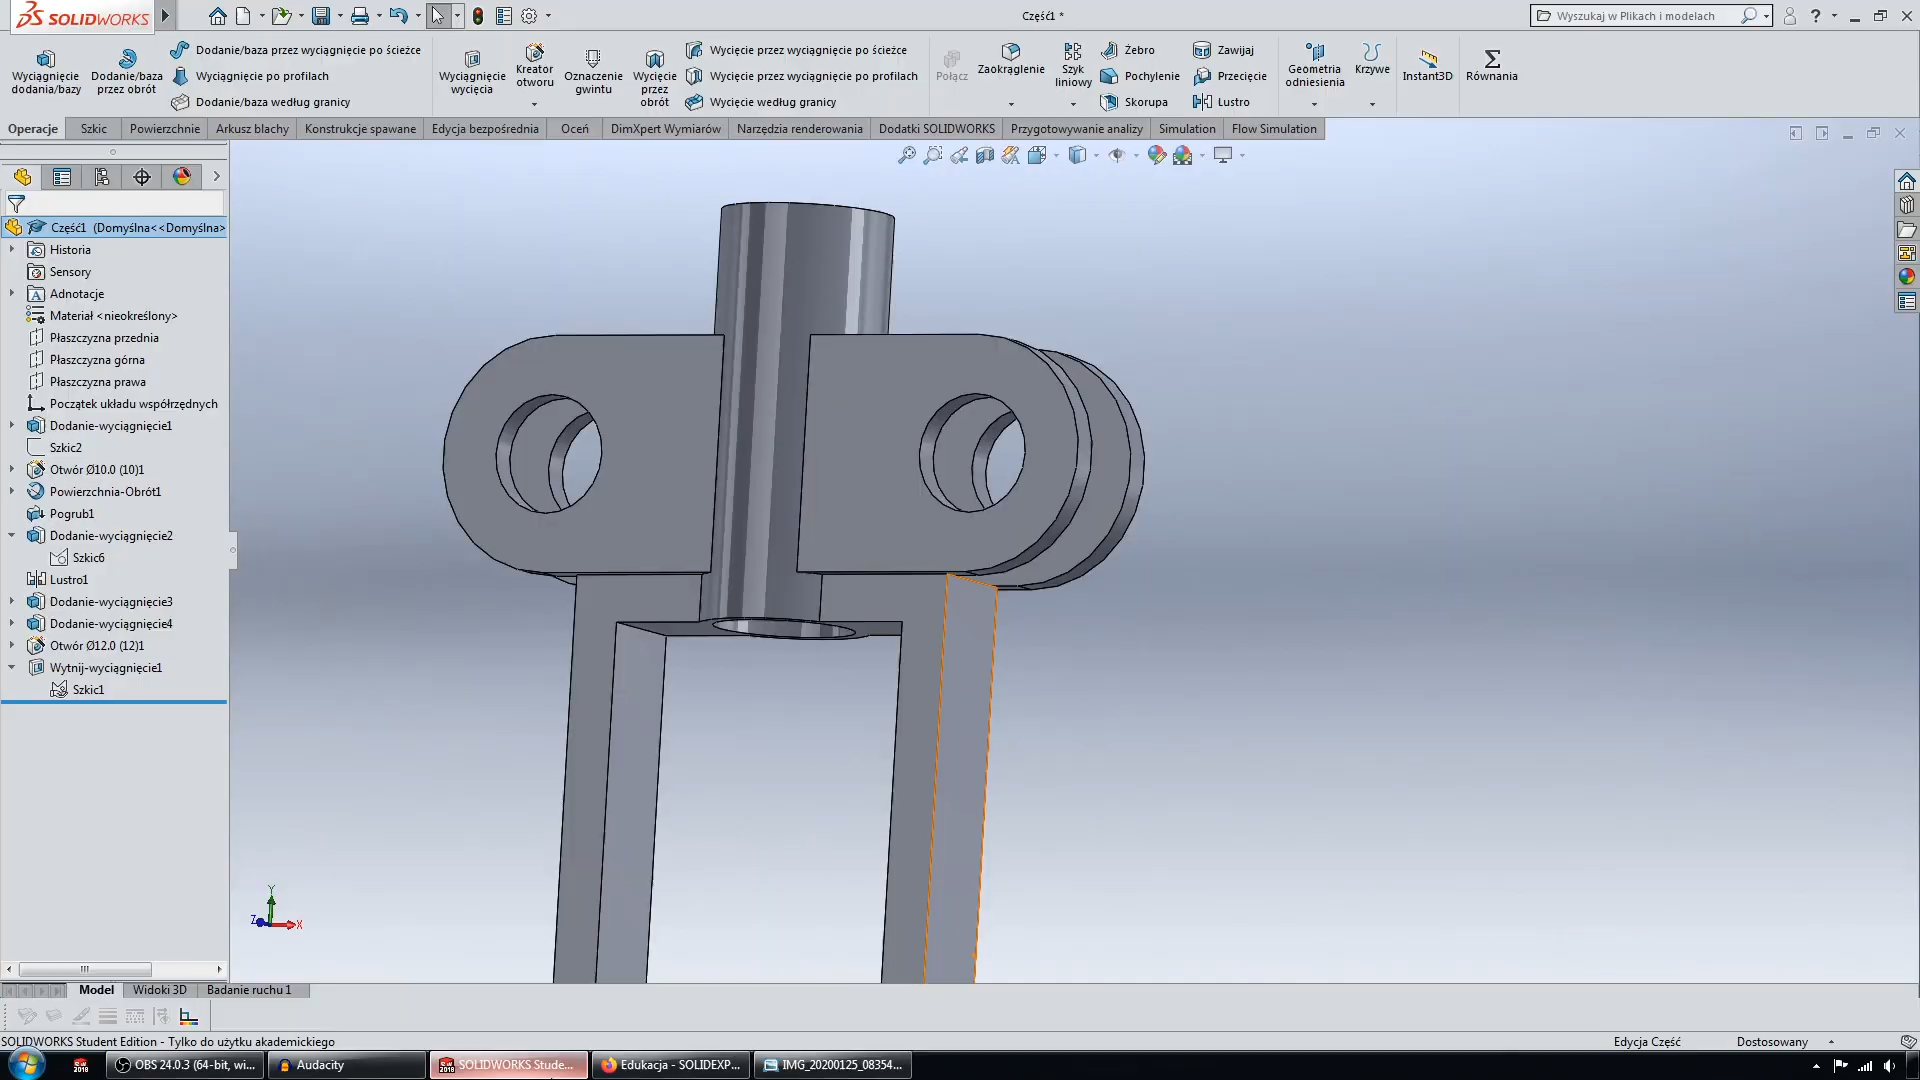 SOLIDWORKS
Część1 *
Wyszukaj w Plikach i modelach
?
Wyciągnięcie dodania/bazy
Dodanie/baza przez obrót
Dodanie/baza przez wyciągnięcie po ścieżce
Wyciągnięcie po profilach
Dodanie/baza według granicy
Wyciągnięcie wycięcia
Kreator otworu
Oznaczenie gwintu
Wycięcie przez obrót
Wycięcie przez wyciągnięcie po ścieżce
Wycięcie przez wyciągnięcie po profilach
Wycięcie według granicy
Połącz
Zaokrąglenie
Szyk liniowy
Żebro
Pochylenie
Skorupa
Zawijaj
Przecięcie
Lustro
Geometria odniesienia
Krzywe
Instant3D
Równania
Operacje
Szkic
Powierzchnie
Arkusz blachy
Konstrukcje spawane
Edycja bezpośrednia
Oceń
DimXpert Wymiarów
Narzędzia renderowania
Dodatki SOLIDWORKS
Przygotowywanie analizy
Simulation
Flow Simulation
Część1 (Domyślna<<Domyślna>
Historia
Sensory
Adnotacje
Materiał <nieokreślony>
Płaszczyzna przednia
Płaszczyzna górna
Płaszczyzna prawa
Początek układu współrzędnych
Dodanie-wyciągnięcie1
Szkic2
Otwór Ø10.0 (10)1
Powierzchnia-Obrót1
Pogrub1
Dodanie-wyciągnięcie2
Szkic6
Lustro1
Dodanie-wyciągnięcie3
Dodanie-wyciągnięcie4
Otwór Ø12.0 (12)1
Wytnij-wyciągnięcie1
Szkic1
Y
Z
X
Model
Widoki 3D
Badanie ruchu 1
SOLIDWORKS Student Edition - Tylko do użytku akademickiego
Edycja Część
Dostosowany
SW 2018
OBS 24.0.3 (64-bit, wi...
Audacity
SOLIDWORKS Stude...
Edukacja - SOLIDEXP...
IMG_20200125_08354...